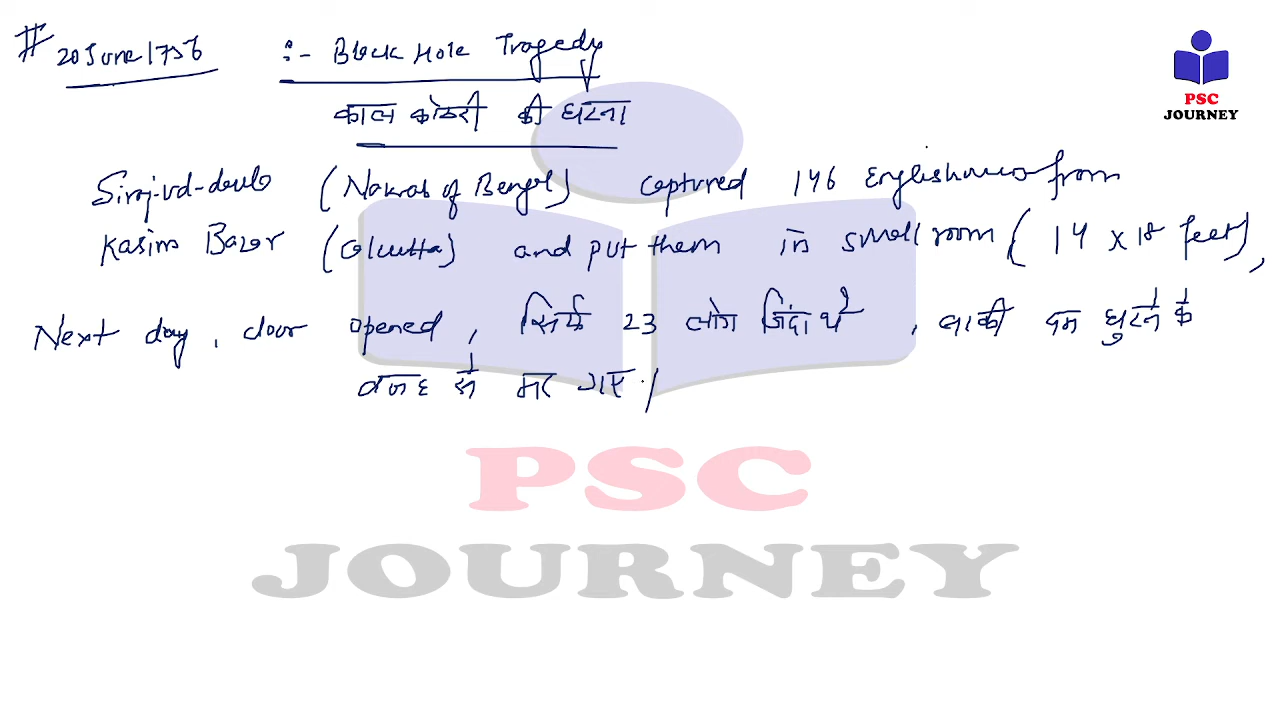 # 20 June 1756 :- Black Hole Tragedy
काल कोठरी की घटना
PSC
JOURNEY
Siraj-ud-daula (Nawab of Bengal) captured 146 Englishmen from
Kasim Bazar (Calcutta) and put them in small room (14 x 18 feet),
Next day, door opened, सिर्फ 23 लोग जिंदा थे, बाकी दम घुटने के
वजह से मर गए।
PSC
JOURNEY